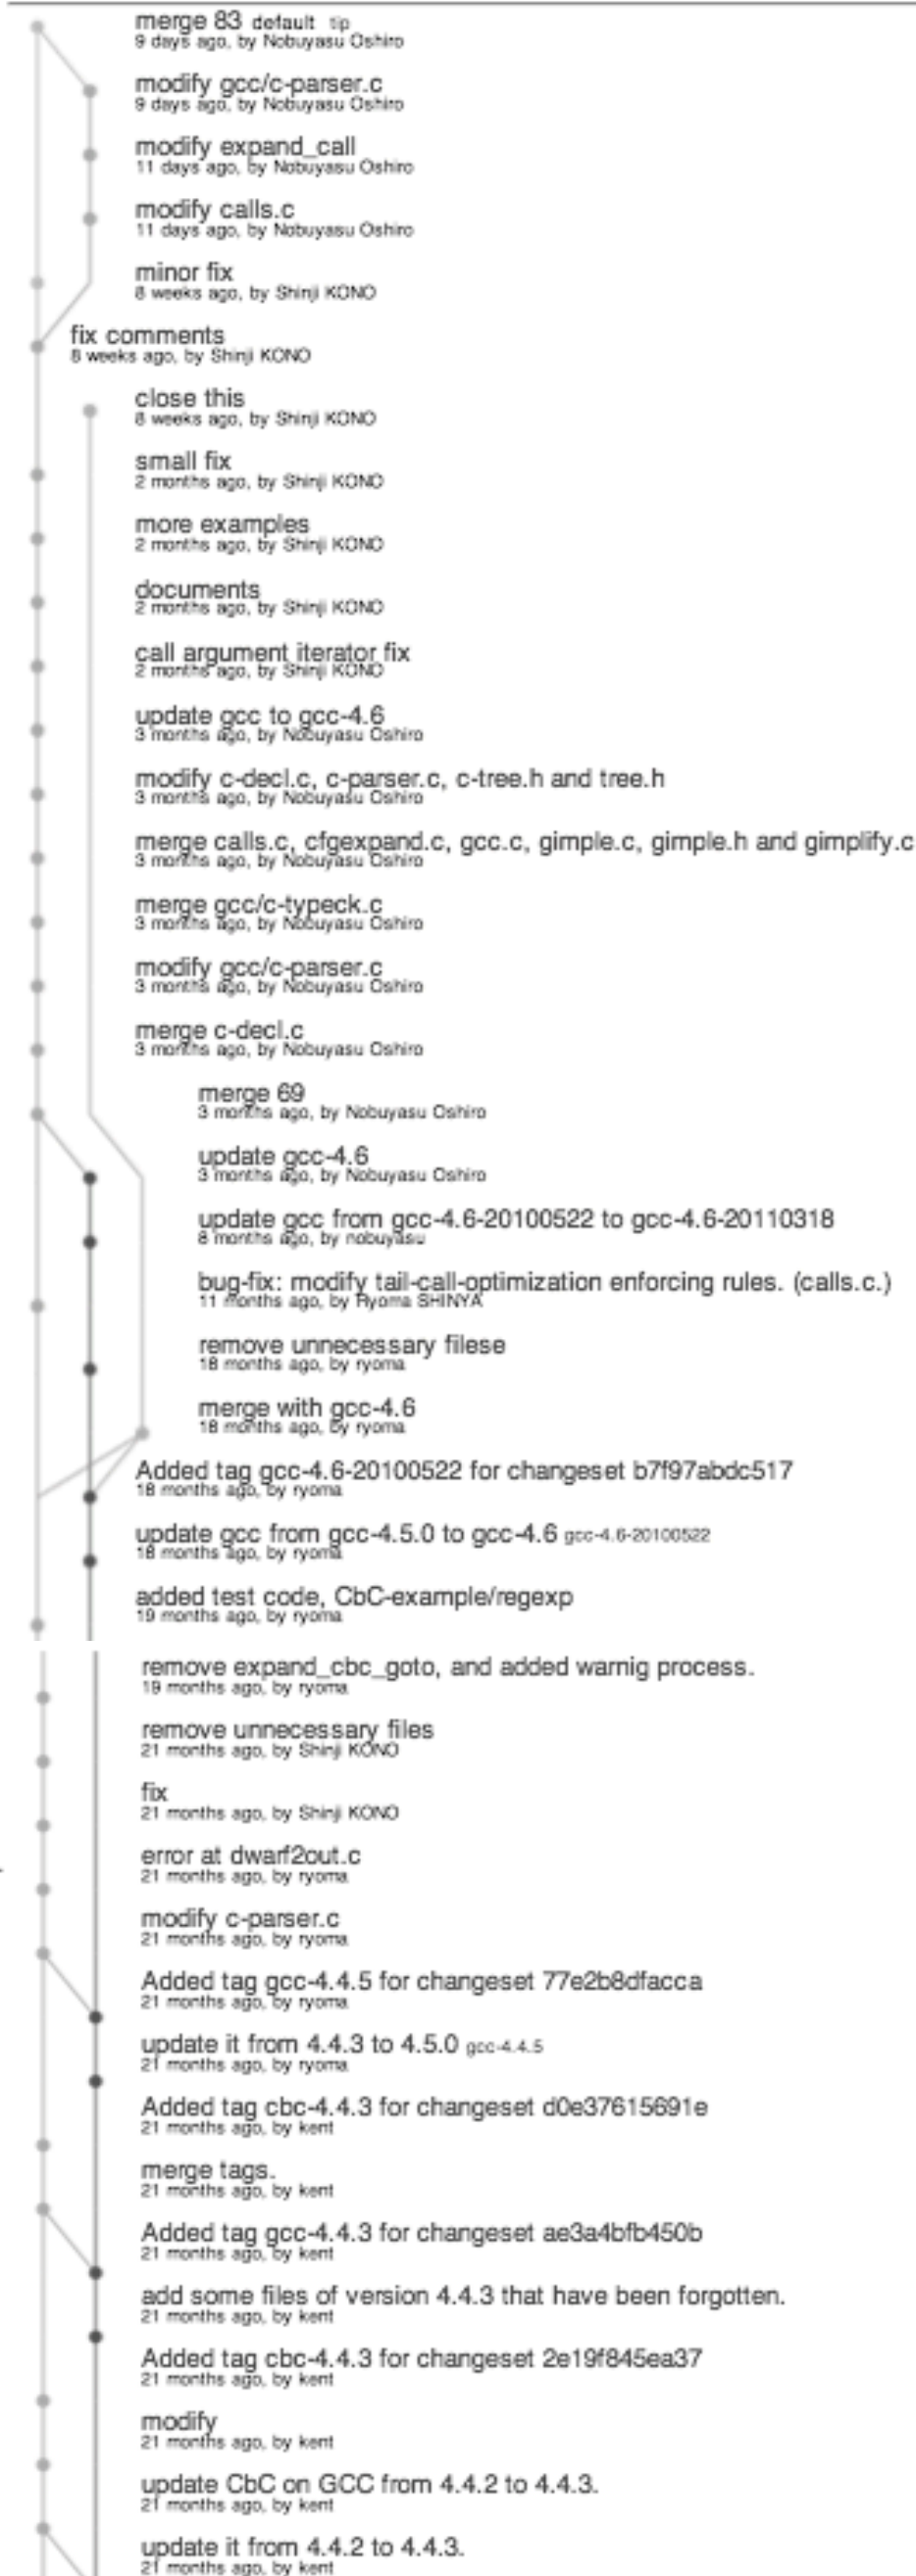 merge 83 default tip
9 days ago, by Nobuyasu Oshiro
modify gcc/c-parser.c
9 days ago, by Nobuyasu Oshiro
modify expand_call
11 days ago, by Nobuyasu Oshiro
modify calls.c
11 days ago, by Nobuyasu Oshiro
minor fix
8 weeks ago, by Shinji KONO
fix comments
8 weeks ago, by Shinji KONO
close this
8 weeks ago, by Shinji KONO
small fix
2 months ago, by Shinji KONO
more examples
2 months ago, by Shinji KONO
documents
2 months ago, by Shinji KONO
call argument iterator fix
2 months ago, by Shinji KONO
update gcc to gcc-4.6
3 months ago, by Nobuyasu Oshiro
modify c-decl.c, c-parser.c, c-tree.h and tree.h
3 months ago, by Nobuyasu Oshiro
merge calls.c, cfgexpand.c, gcc.c, gimple.c, gimple.h and gimplify.c
3 months ago, by Nobuyasu Oshiro
merge gcc/c-typeck.c
3 months ago, by Nobuyasu Oshiro
modify gcc/c-parser.c
3 months ago, by Nobuyasu Oshiro
merge c-decl.c
3 months ago, by Nobuyasu Oshiro
merge 69
3 months ago, by Nobuyasu Oshiro
update gcc-4.6
3 months ago, by Nobuyasu Oshiro
update gcc from gcc-4.6-20100522 to gcc-4.6-20110318
8 months ago, by nobuyasu
bug-fix: modify tail-call-optimization enforcing rules. (calls.c.)
11 months ago, by Ryoma SHINYA
remove unnecessary filese
18 months ago, by ryoma
merge with gcc-4.6
18 months ago, by ryoma
Added tag gcc-4.6-20100522 for changeset b7f97abdc517
18 months ago, by ryoma
update gcc from gcc-4.5.0 to gcc-4.6 gcc-4.6-20100522
18 months ago, by ryoma
added test code, CbC-example/regexp
19 months ago, by ryoma
remove expand_cbc_goto, and added warnig process.
19 months ago, by ryoma
remove unnecessary files
21 months ago, by Shinji KONO
fix
21 months ago, by Shinji KONO
error at dwarf2out.c
21 months ago, by ryoma
modify c-parser.c
21 months ago, by ryoma
Added tag gcc-4.4.5 for changeset 77e2b8dfacca
21 months ago, by ryoma
update it from 4.4.3 to 4.5.0 gcc-4.4.5
21 months ago, by ryoma
Added tag cbc-4.4.3 for changeset d0e37615691e
21 months ago, by kent
merge tags.
21 months ago, by kent
Added tag gcc-4.4.3 for changeset ae3a4bfb450b
21 months ago, by kent
add some files of version 4.4.3 that have been forgotten.
21 months ago, by kent
Added tag cbc-4.4.3 for changeset 2e19f845ea37
21 months ago, by kent
modify
21 months ago, by kent
update CbC on GCC from 4.4.2 to 4.4.3.
21 months ago, by kent
update it from 4.4.2 to 4.4.3.
21 months ago, by kent